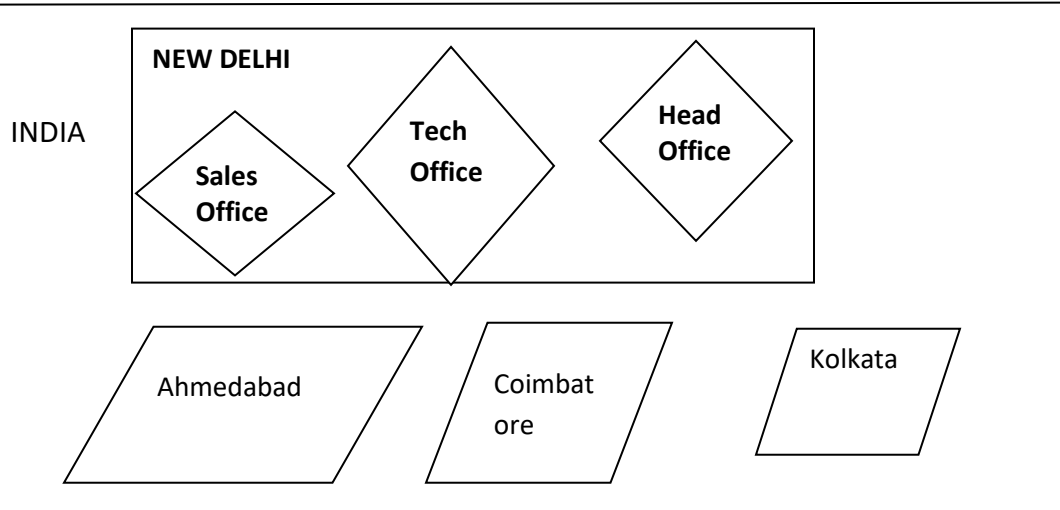 NEW DELHI
INDIA
Sales
Office
Tech
Office
Head
Office
Ahmedabad
Coimbat
ore
Kolkata